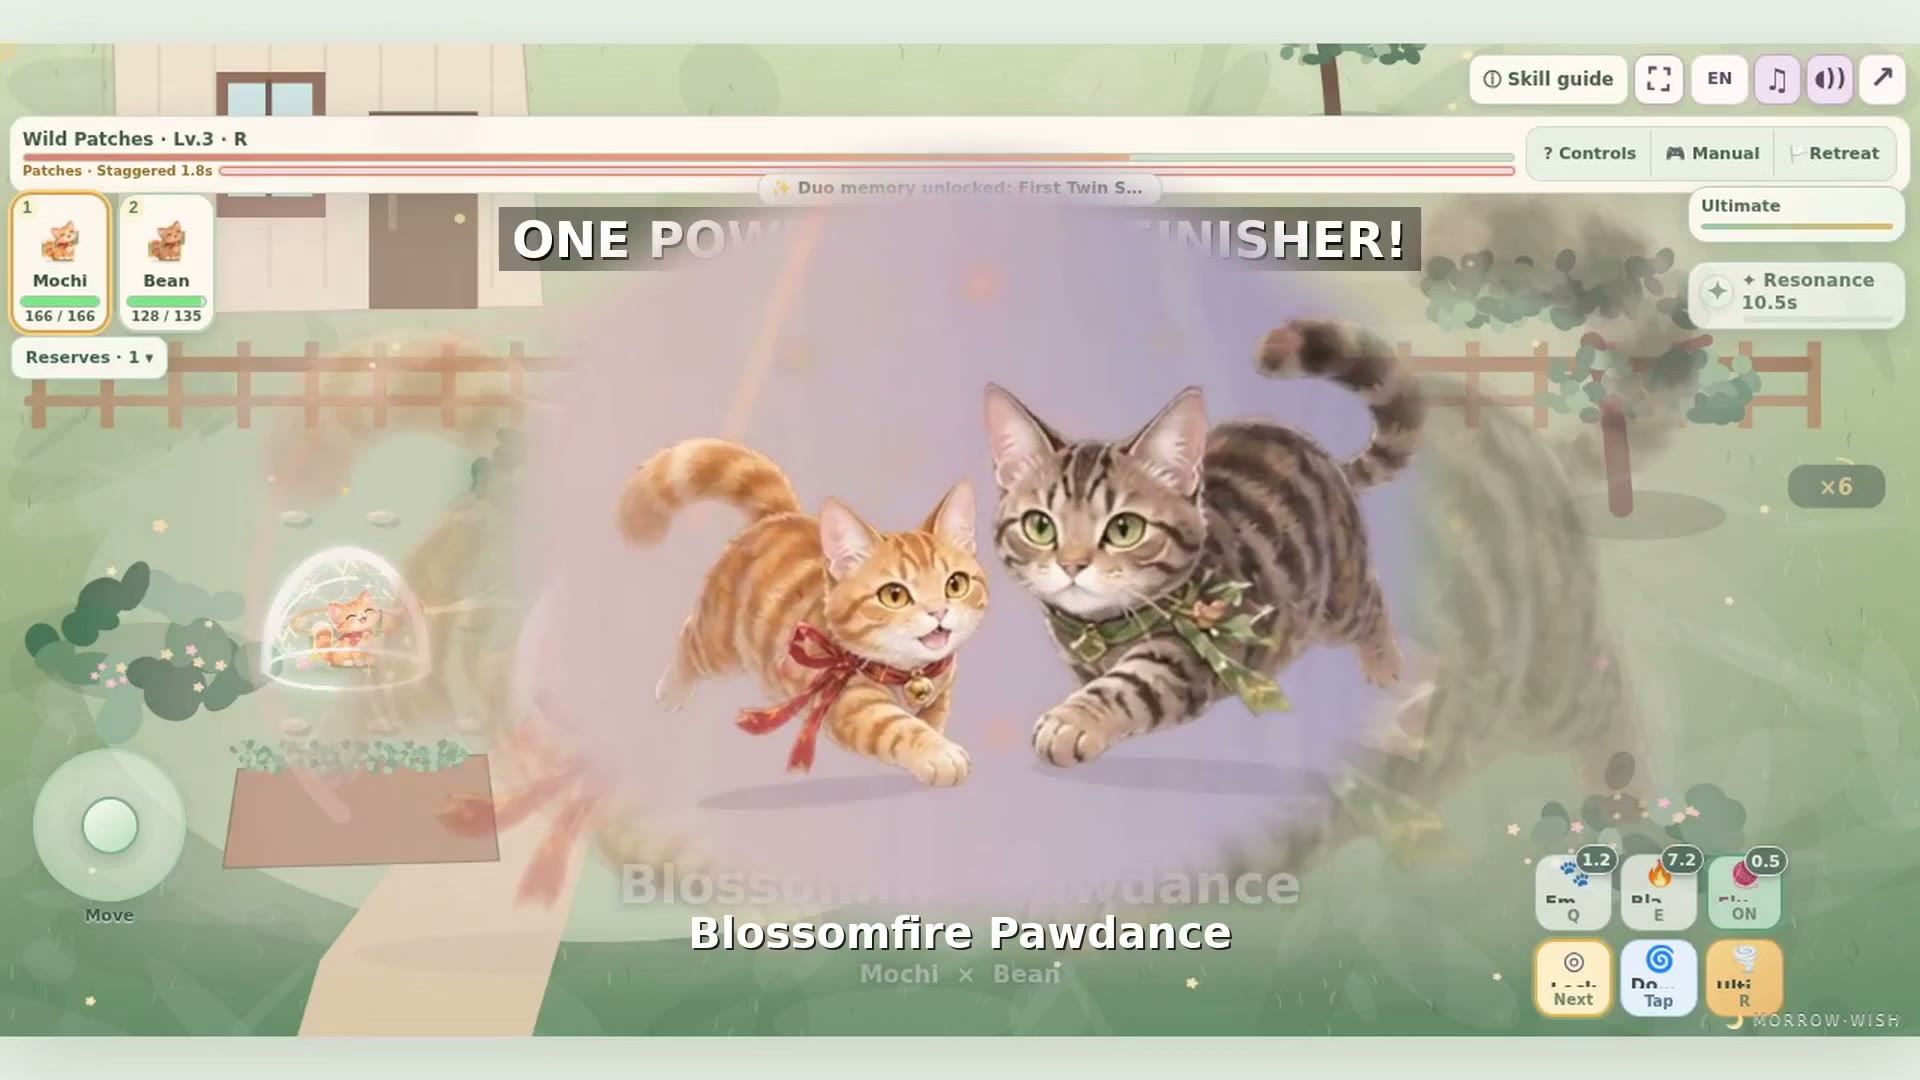 Skill guide
EN
Wild Patches · Lv.3 · R
Patches · Staggered 1.8s
? Controls
Manual
Retreat
Duo memory unlocked: First Twin S...
Ultimate
ONE FINISHER!
1
2
Mochi
Bean
166 / 166
128 / 135
Resonance
10.5s
Reserves · 1
×6
Move
1.2
7.2
0.5
Q
E
ON
Blossomfire Pawdance
Mochi × Bean
Do...
Next
Tap
R
MORROW·WISH